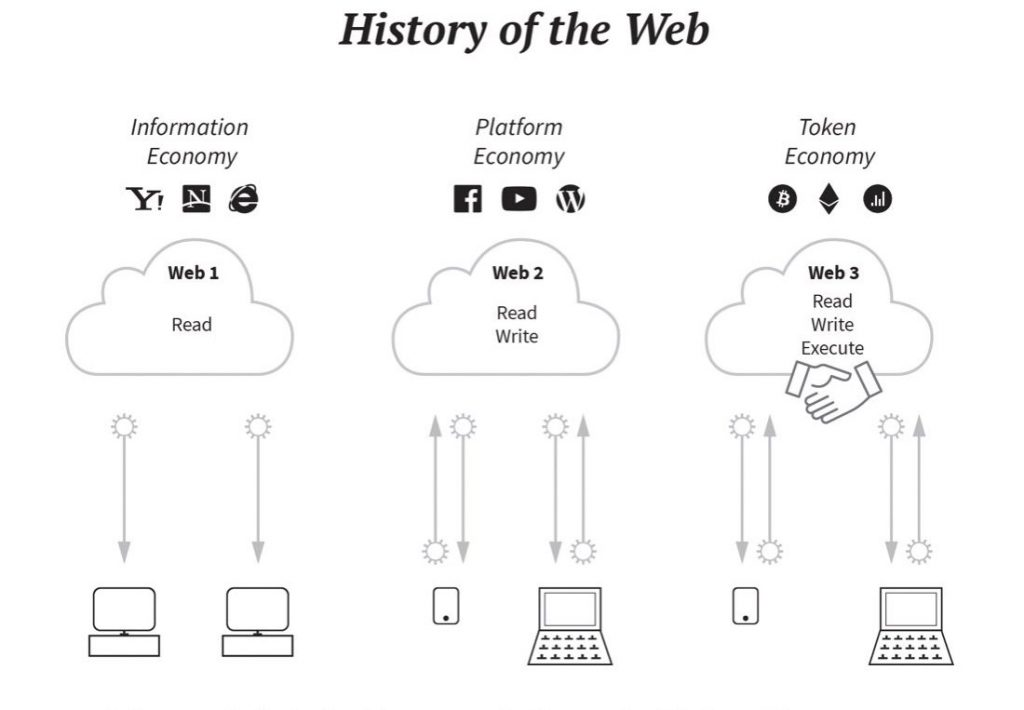 History of the Web
Information
Economy
Platform
Economy
Token
Economy
Y!
N
e
f
W
Web 1
Read
Web 2
Read
Write
Web 3
Read
Write
Execute